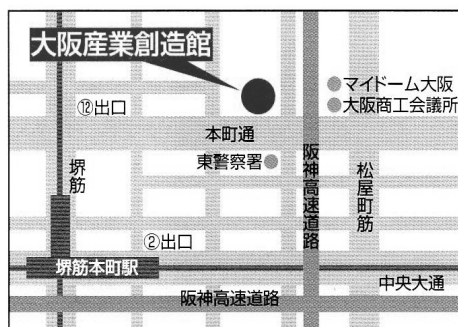 大阪産業創造館
マイドーム大阪
大阪商工会議所
⑫出口
本町通
東警察署
堺筋
阪神高速道路
松屋町筋
②出口
堺筋本町駅
中央大通
阪神高速道路